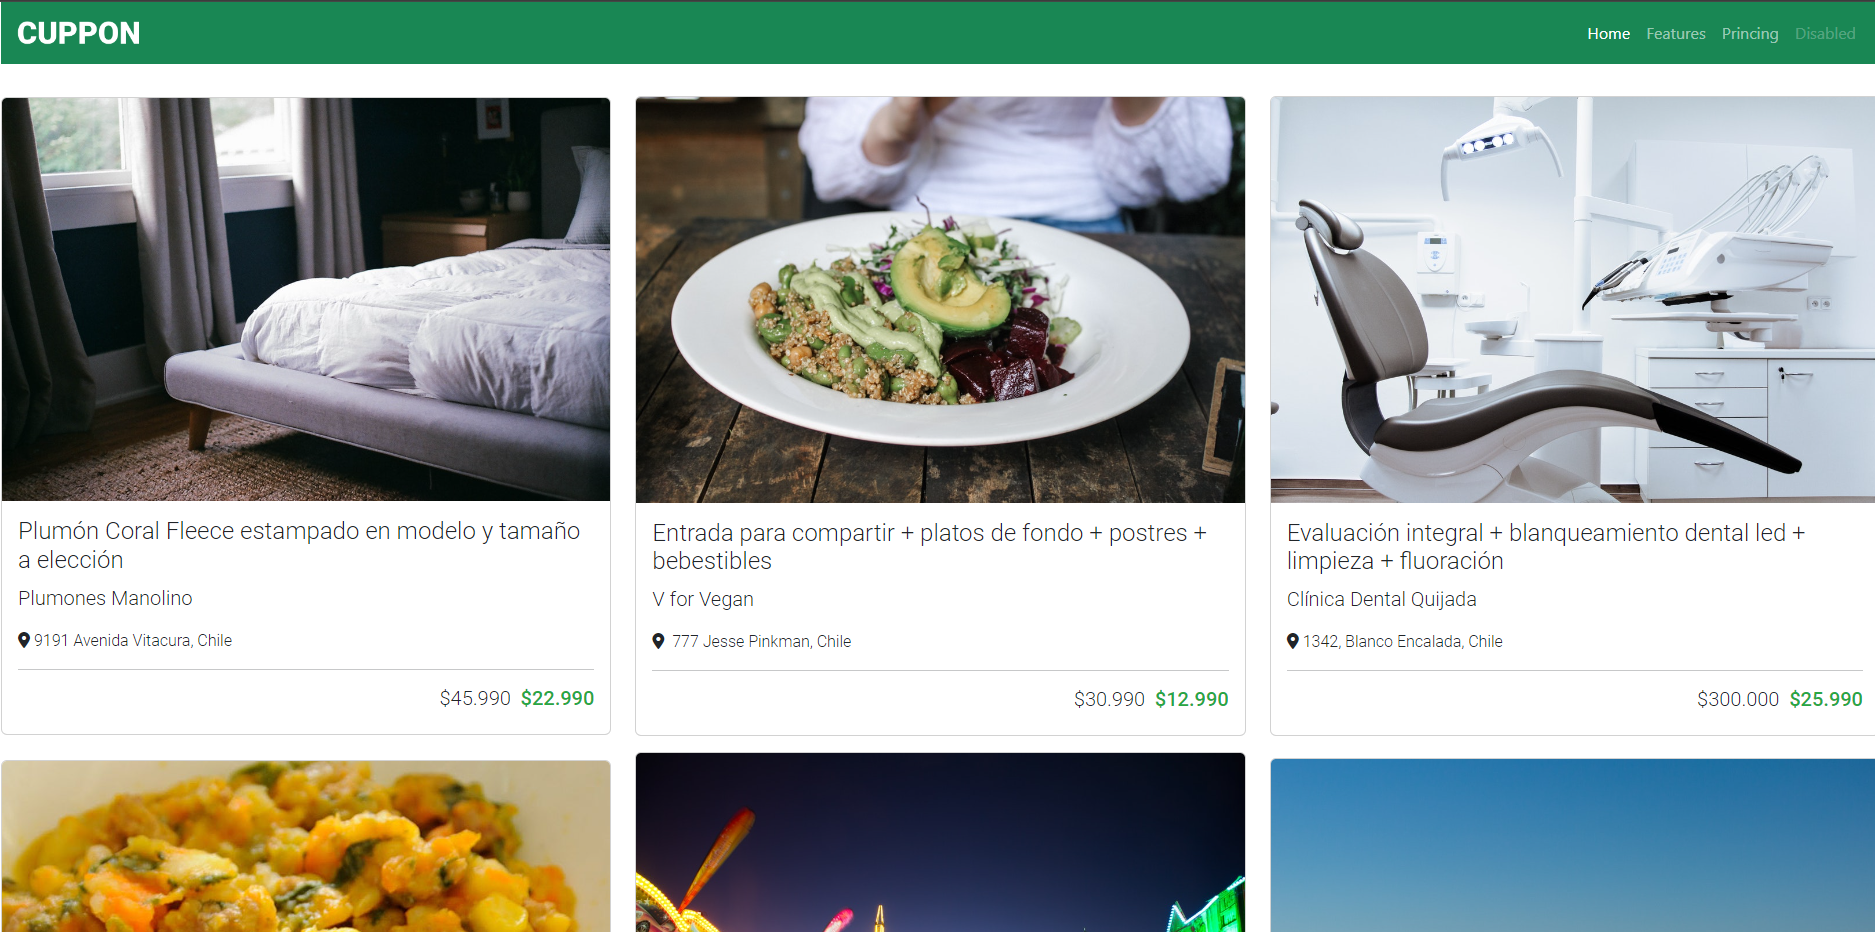 CUPPON
Home Features Princing Disabled
Plumón Coral Fleece estampado en modelo y tamaño
a elección
Plumones Manolino
9191 Avenida Vitacura, Chile
$45.990 $22.990
Entrada para compartir + platos de fondo + postres +
bebestibles
V for Vegan
777 Jesse Pinkman, Chile
$30.990 $12.990
Evaluación integral + blanqueamiento dental led +
limpieza + fluoración
Clínica Dental Quijada
1342, Blanco Encalada, Chile
$300.000 $25.990